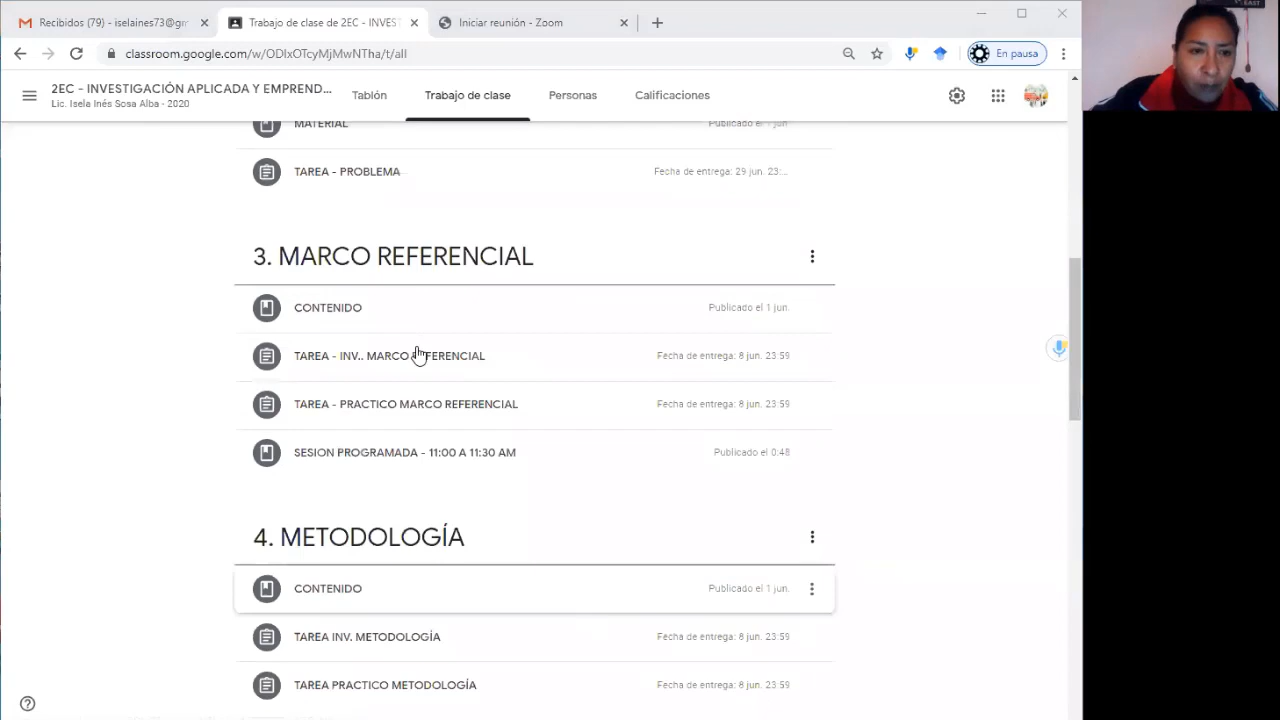 Recibidos (79) - iselaines73@gm
Trabajo de clase de 2EC - INVEST
Iniciar reunión - Zoom
classroom.google.com/w/ODIxOTcyMjMwNTha/t/all
En pausa
2EC - INVESTIGACIÓN APLICADA Y EMPREND...
Lic. Isela Inés Sosa Alba - 2020
Tablón
Trabajo de clase
Personas
Calificaciones
MATERIAL
Publicado el 1 jun.
TAREA - PROBLEMA
Fecha de entrega: 29 jun. 23:...
3. MARCO REFERENCIAL
CONTENIDO
Publicado el 1 jun.
TAREA - INV.. MARCO REFERENCIAL
Fecha de entrega: 8 jun. 23:59
TAREA - PRACTICO MARCO REFERENCIAL
Fecha de entrega: 8 jun. 23:59
SESION PROGRAMADA - 11:00 A 11:30 AM
Publicado el 0:48
4. METODOLOGÍA
CONTENIDO
Publicado el 1 jun.
TAREA INV. METODOLOGÍA
Fecha de entrega: 8 jun. 23:59
TAREA PRACTICO METODOLOGÍA
Fecha de entrega: 8 jun. 23:59